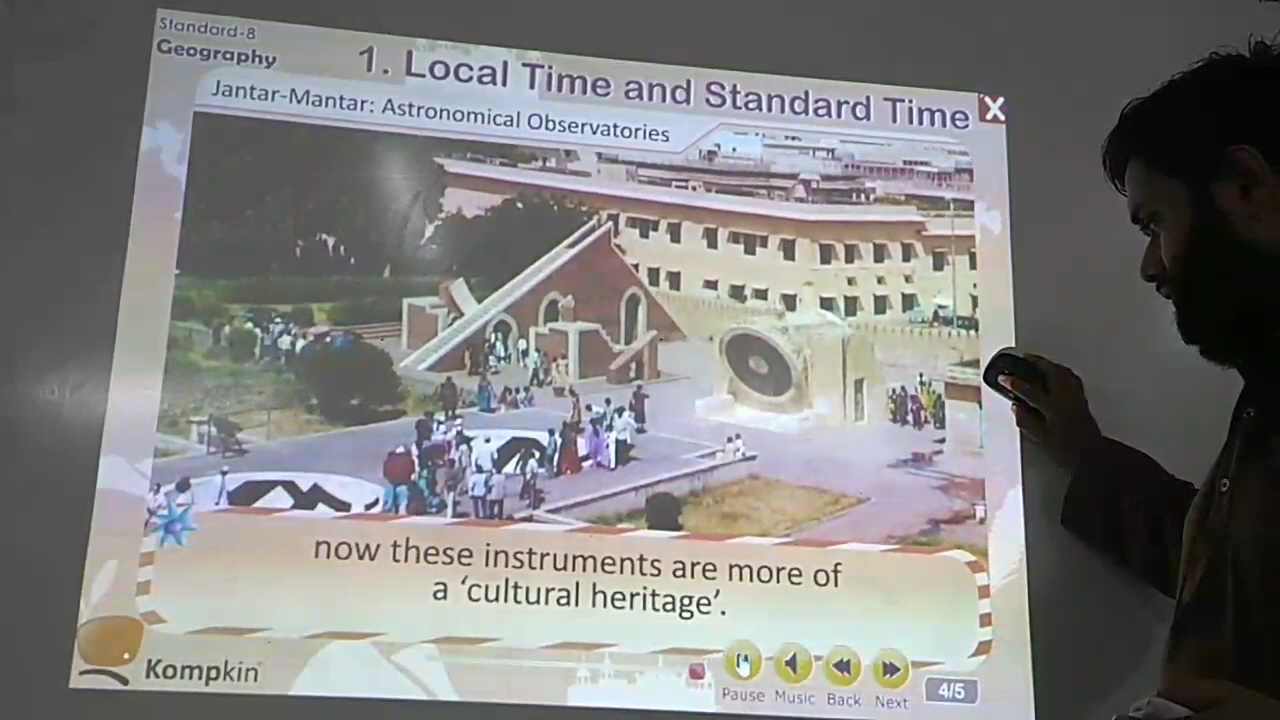 Standard-8
Geography
1. Local Time and Standard Time
X
Jantar-Mantar: Astronomical Observatories
now these instruments are more of
a ‘cultural heritage’.
Kompkin
Pause Music Back Next
4/5